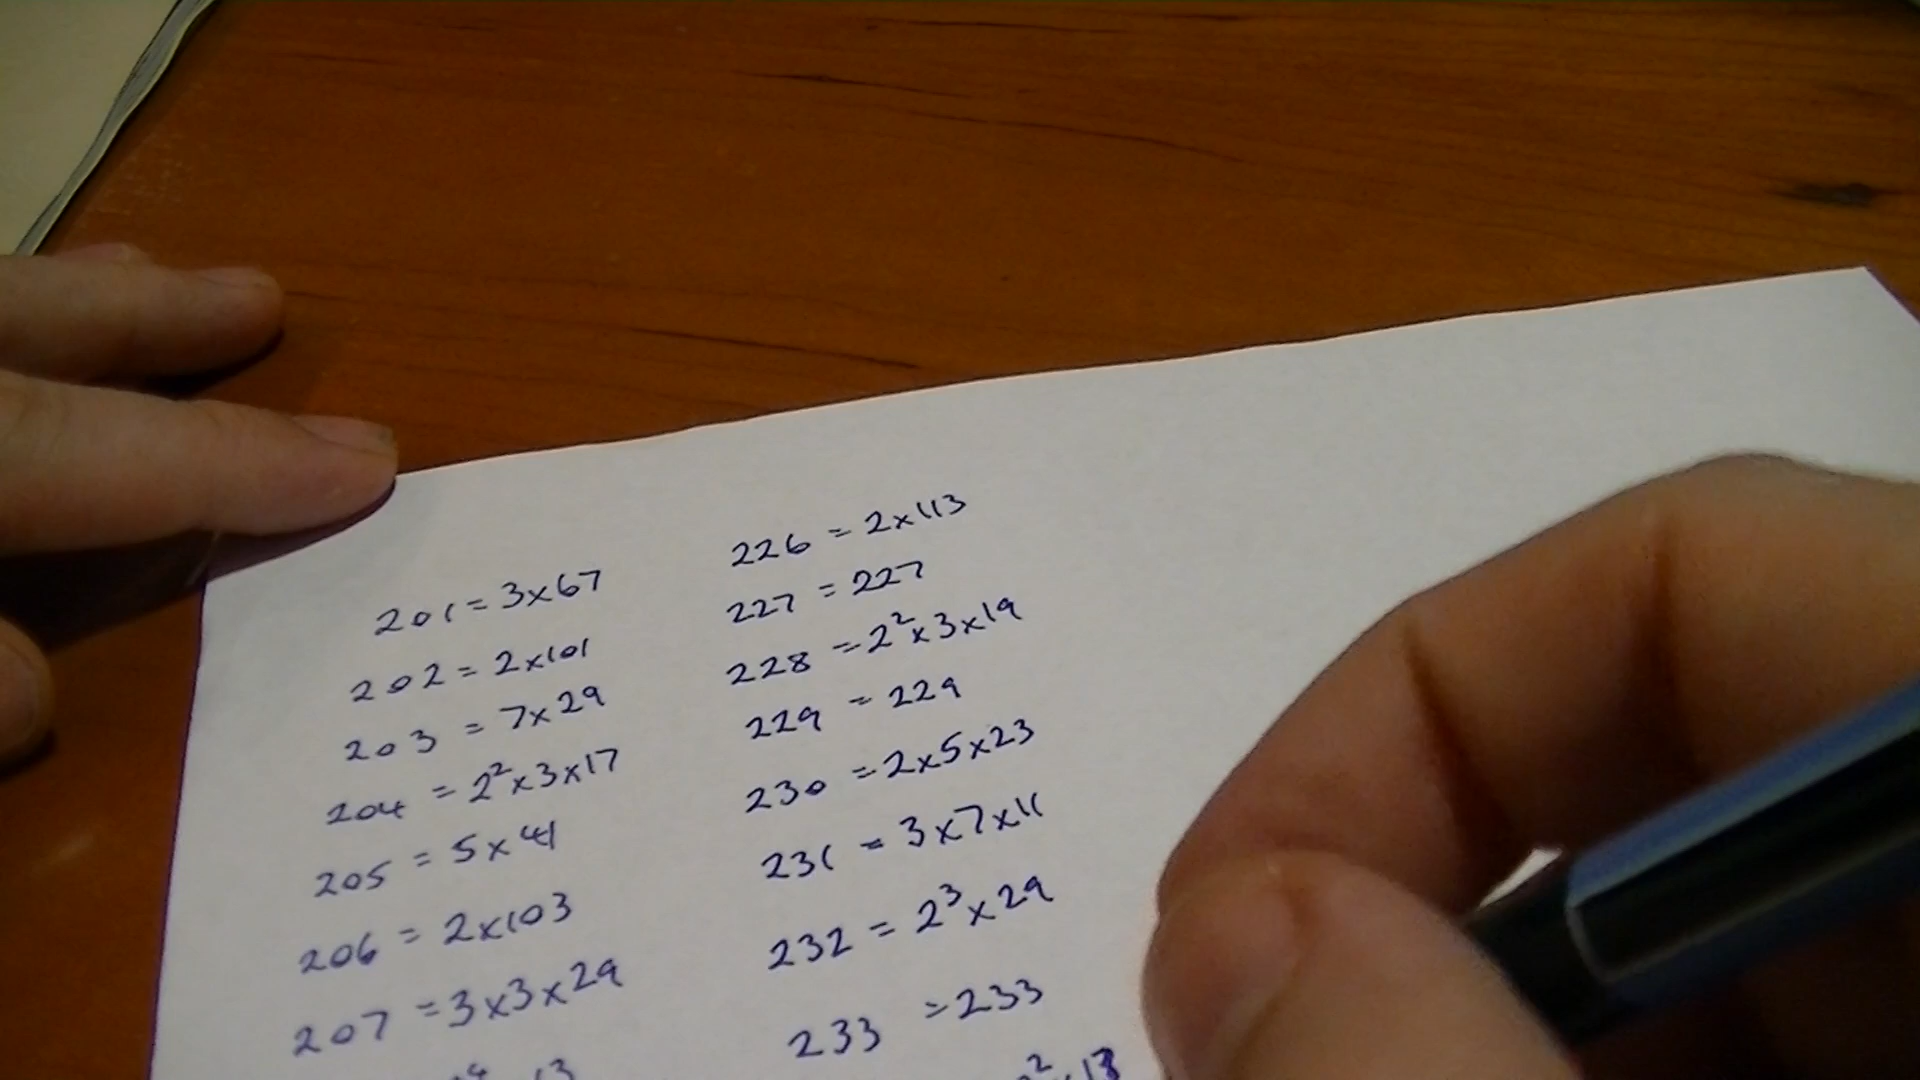 201 = 3x67
202 = 2x101
203 = 7x29
204 = 2²x3x17
205 = 5x41
206 = 2x103
207 = 3x3x29
226 = 2x113
227 = 227
228 = 2²x3x19
229 = 229
230 = 2x5x23
231 = 3x7x11
232 = 2³x29
233 = 233